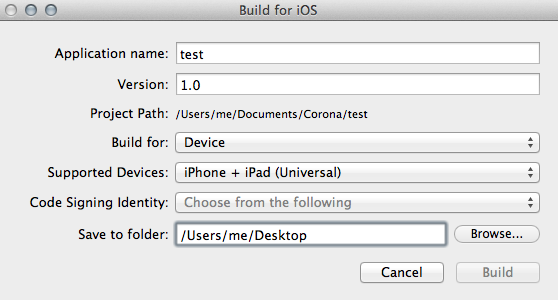 Build for iOS
Application name: test
Version: 1.0
Project Path: /Users/me/Documents/Corona/test
Build for: Device
Supported Devices: iPhone + iPad (Universal)
Code Signing Identity: Choose from the following
Save to folder: /Users/me/Desktop Browse...
Cancel Build